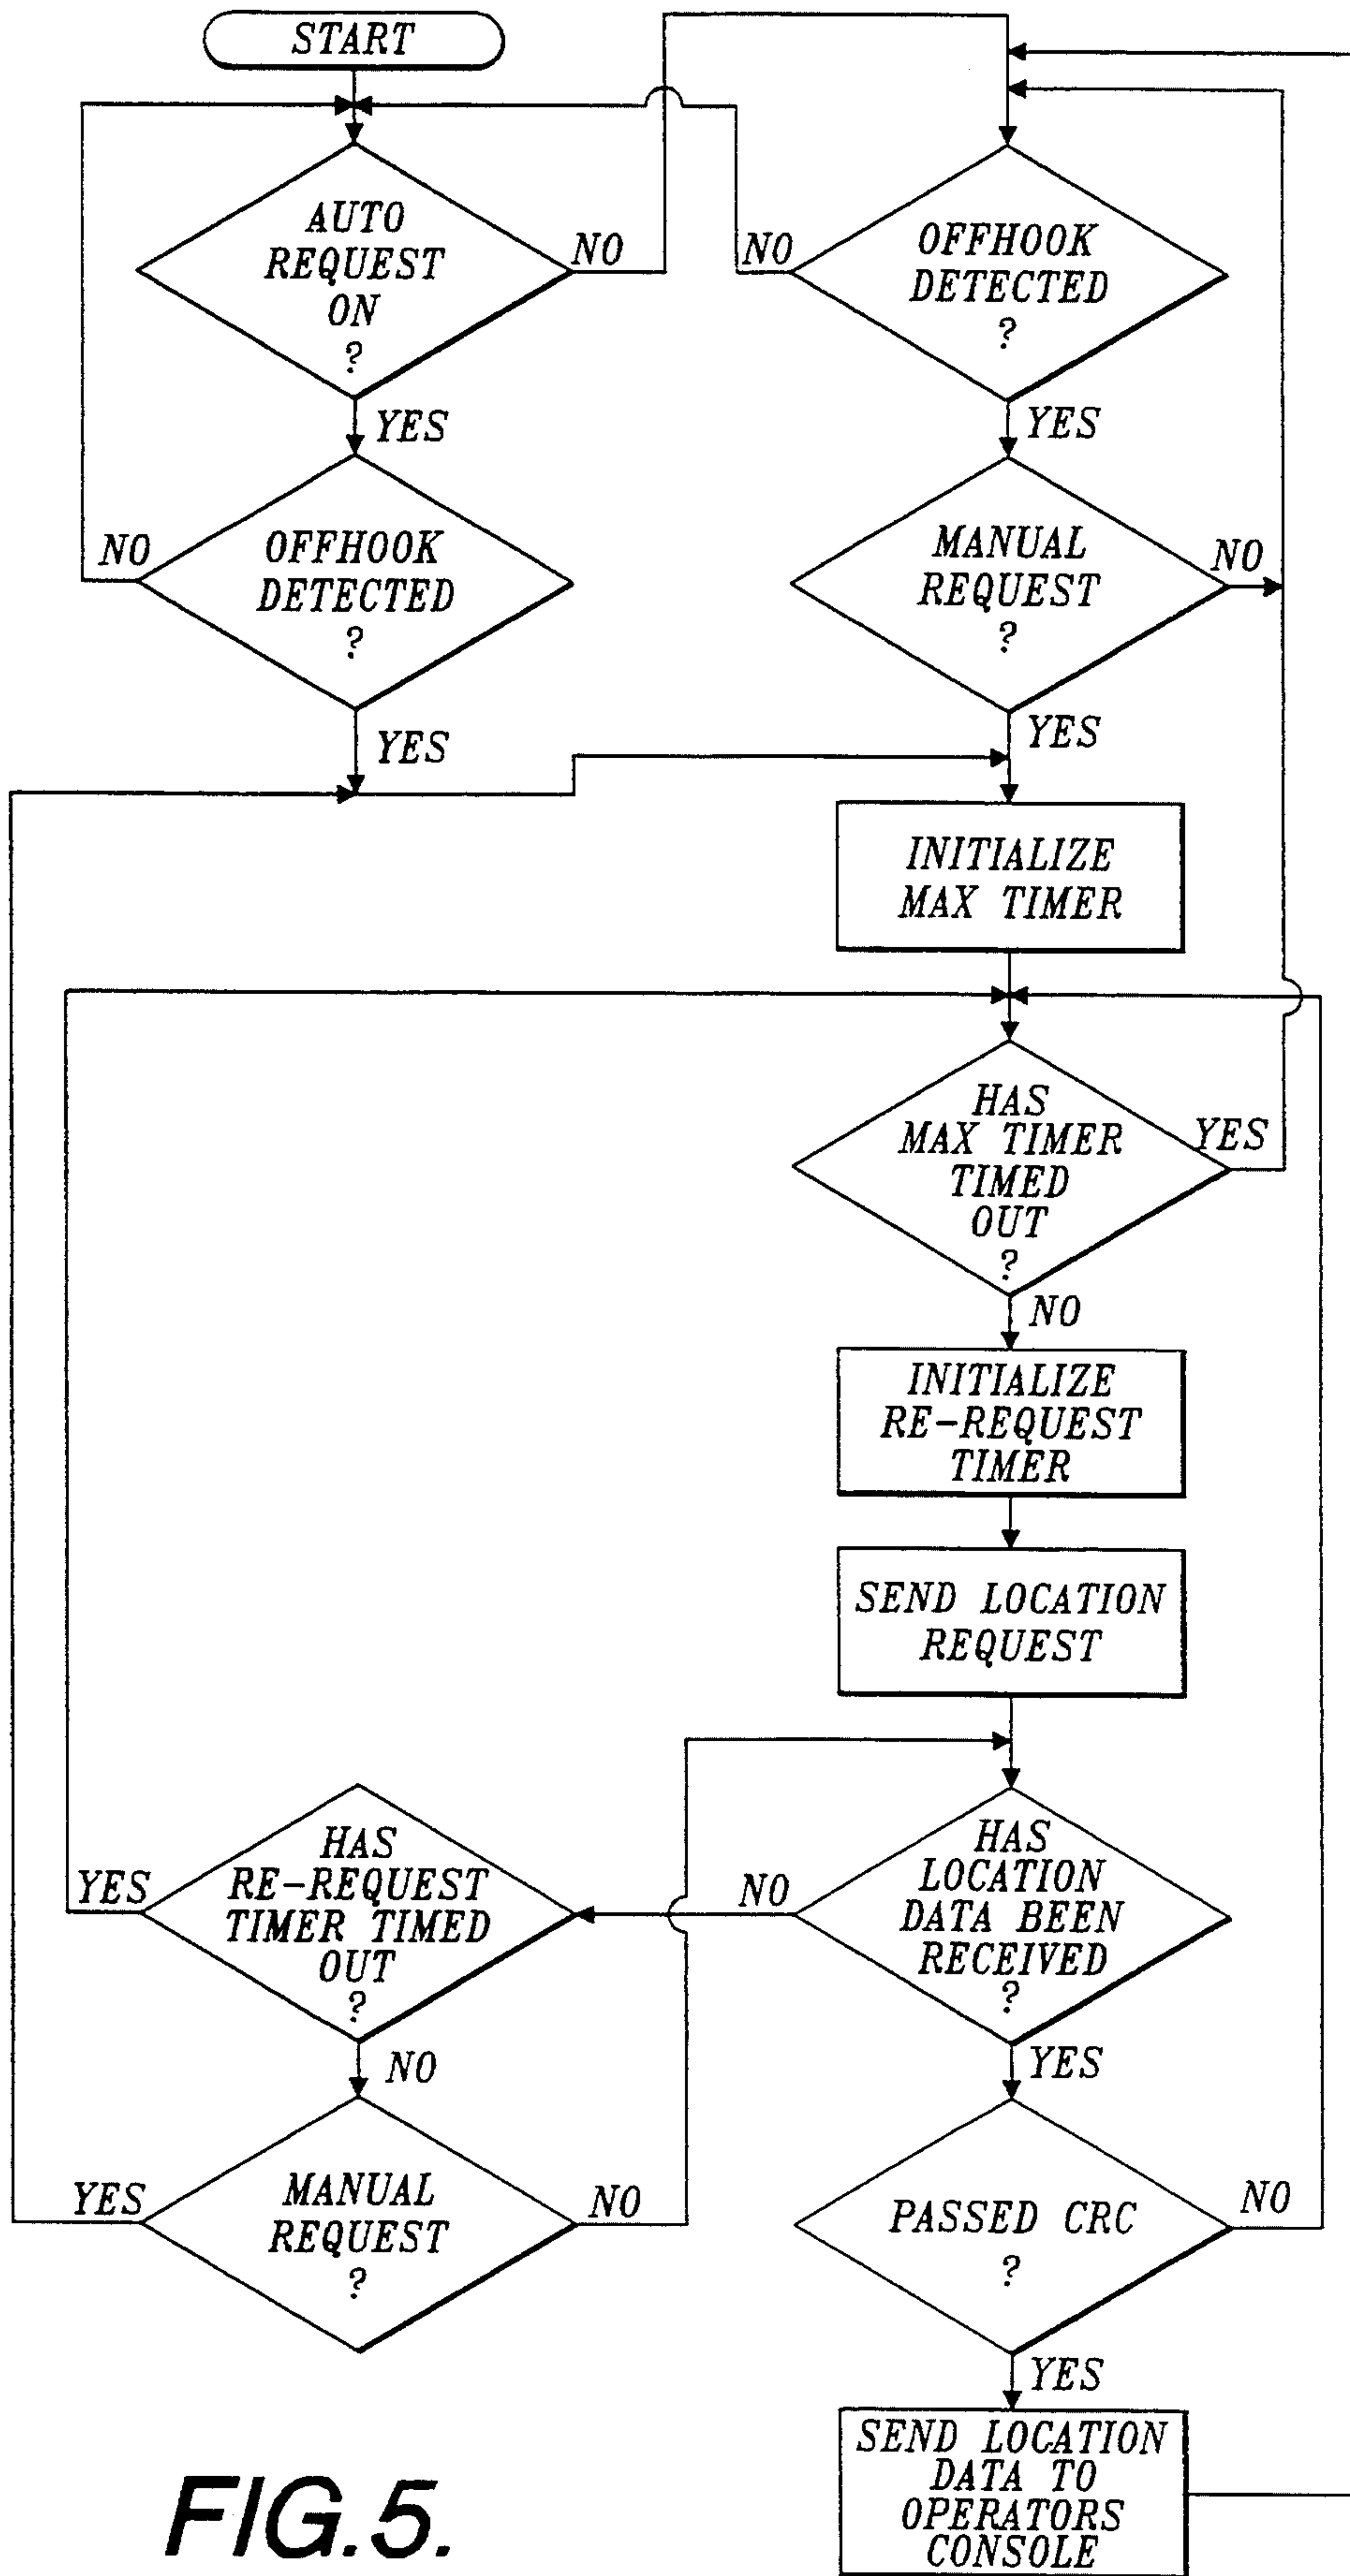 START
AUTO
REQUEST
ON
?
NO
YES
OFFHOOK
DETECTED
?
NO
YES
OFFHOOK
DETECTED
?
NO
YES
MANUAL
REQUEST
?
NO
YES
INITIALIZE
MAX TIMER
HAS
MAX TIMER
TIMED
OUT
?
YES
NO
INITIALIZE
RE-REQUEST
TIMER
SEND LOCATION
REQUEST
HAS
LOCATION
DATA BEEN
RECEIVED
?
NO
YES
HAS
RE-REQUEST
TIMER TIMED
OUT
?
YES
NO
MANUAL
REQUEST
?
YES
NO
PASSED CRC
?
NO
YES
SEND LOCATION
DATA TO
OPERATORS
CONSOLE
FIG.5.